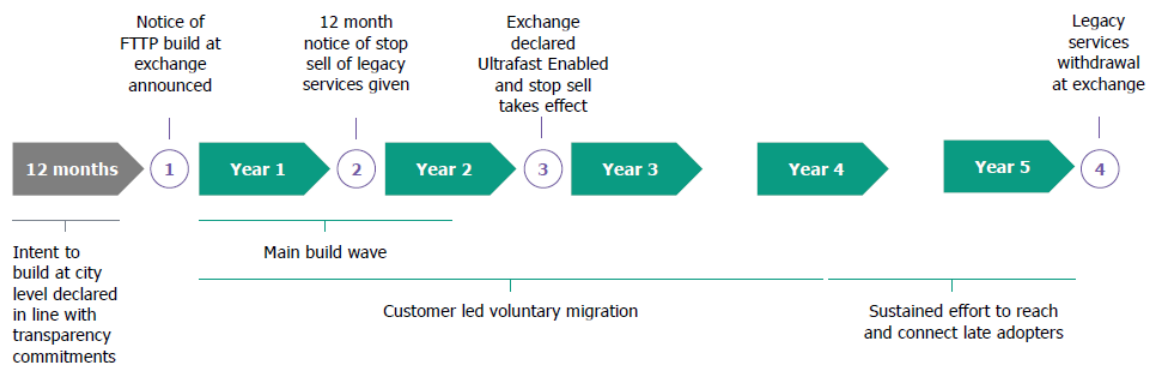 Notice of
FTTP build at
exchange
announced
12 month
notice of stop
sell of legacy
services given
Exchange
declared
Ultrafast Enabled
and stop sell
takes effect
Legacy
services
withdrawal
at exchange
12 months
1
Year 1
2
Year 2
3
Year 3
Year 4
Year 5
4
Intent to
build at city
level declared
in line with
transparency
commitments
Main build wave
Customer led voluntary migration
Sustained effort to reach
and connect late adopters